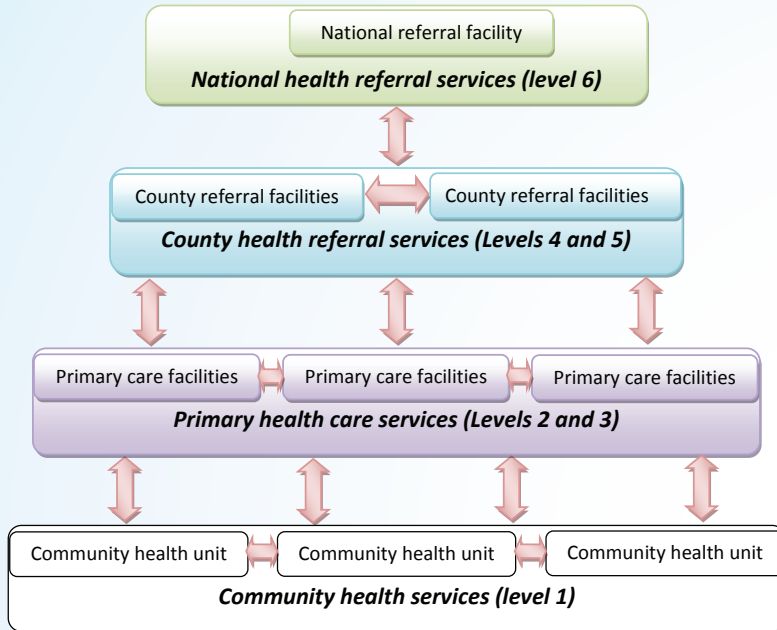 National referral facility
National health referral services (level 6)
County referral facilities
County referral facilities
County health referral services (Levels 4 and 5)
Primary care facilities
Primary care facilities
Primary care facilities
Primary health care services (Levels 2 and 3)
Community health unit
Community health unit
Community health unit
Community health services (level 1)